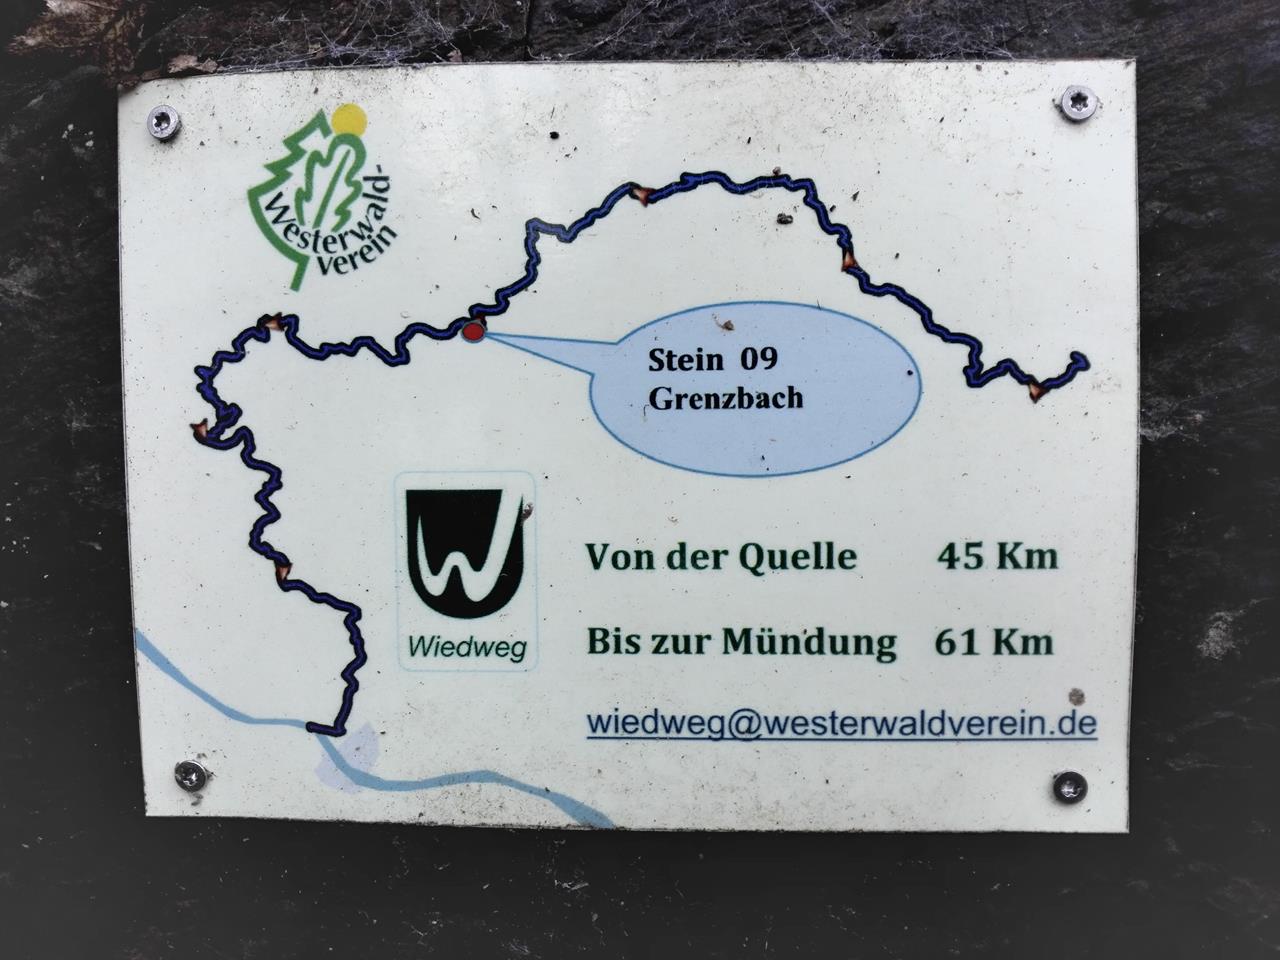 Westerwald-
verein
Stein 09
Grenzbach
Wiedweg
Von der Quelle 45 Km
Bis zur Mündung 61 Km
wiedweg@westerwaldverein.de